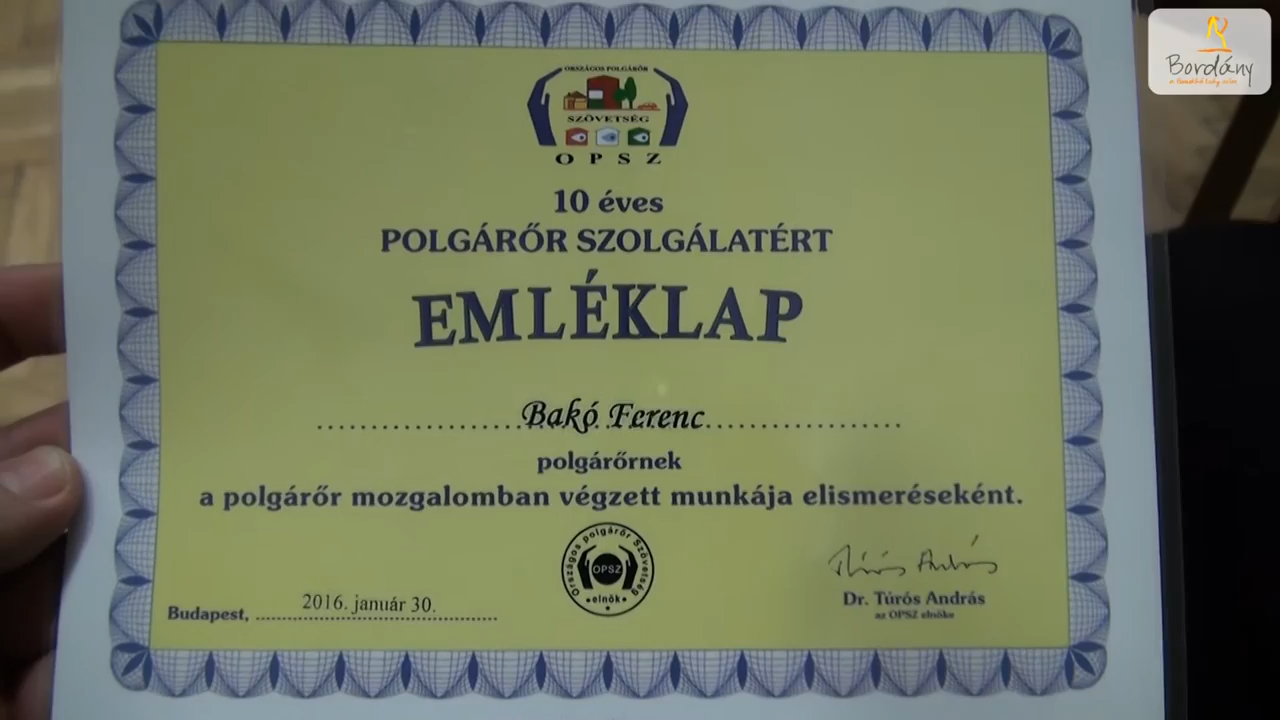 Bordány
ORSZÁGOS POLGÁRŐR
SZÖVETSÉG
OPSZ
10 éves
POLGÁRŐR SZOLGÁLATÉRT
EMLÉKLAP
Bakó Ferenc
polgárőrnek
a polgárőr mozgalomban végzett munkája elismeréseként.
Országos polgárőr Szövetség
OPSZ
elnök
Budapest, 2016. január 30.
Dr. Túrós András
az OPSZ elnöke